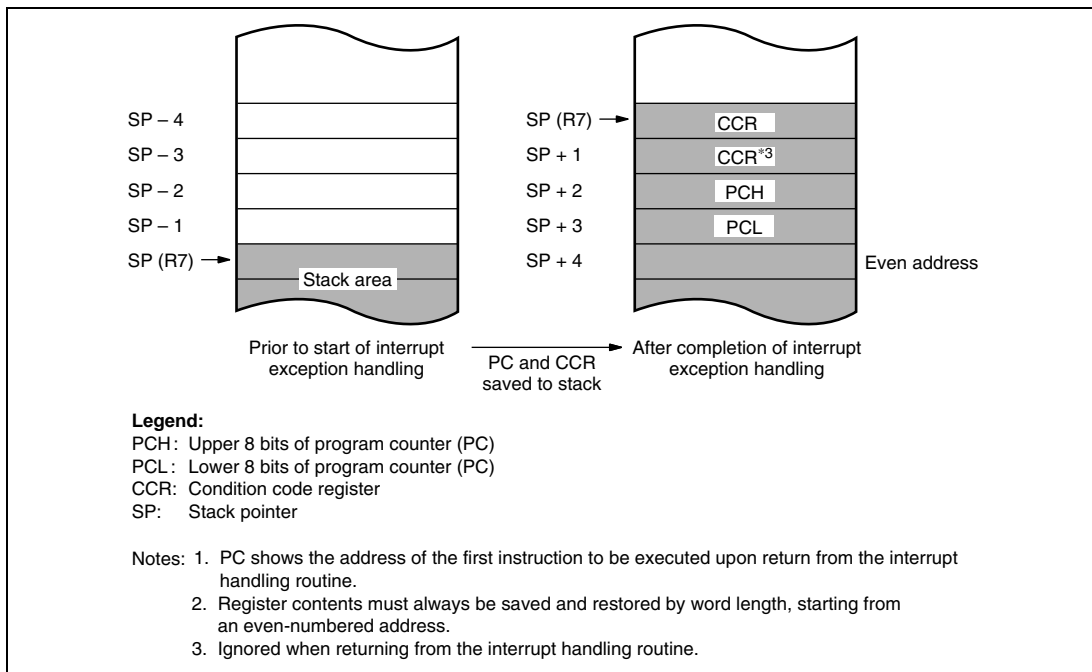 SP – 4
SP – 3
SP – 2
SP – 1
SP (R7)
Stack area
SP (R7)
SP + 1
SP + 2
SP + 3
SP + 4
CCR
CCR*3
PCH
PCL
Even address
Prior to start of interrupt
exception handling
PC and CCR
saved to stack
After completion of interrupt
exception handling
Legend:
PCH: Upper 8 bits of program counter (PC)
PCL: Lower 8 bits of program counter (PC)
CCR: Condition code register
SP: Stack pointer
Notes: 1. PC shows the address of the first instruction to be executed upon return from the interrupt
handling routine.
2. Register contents must always be saved and restored by word length, starting from
an even-numbered address.
3. Ignored when returning from the interrupt handling routine.